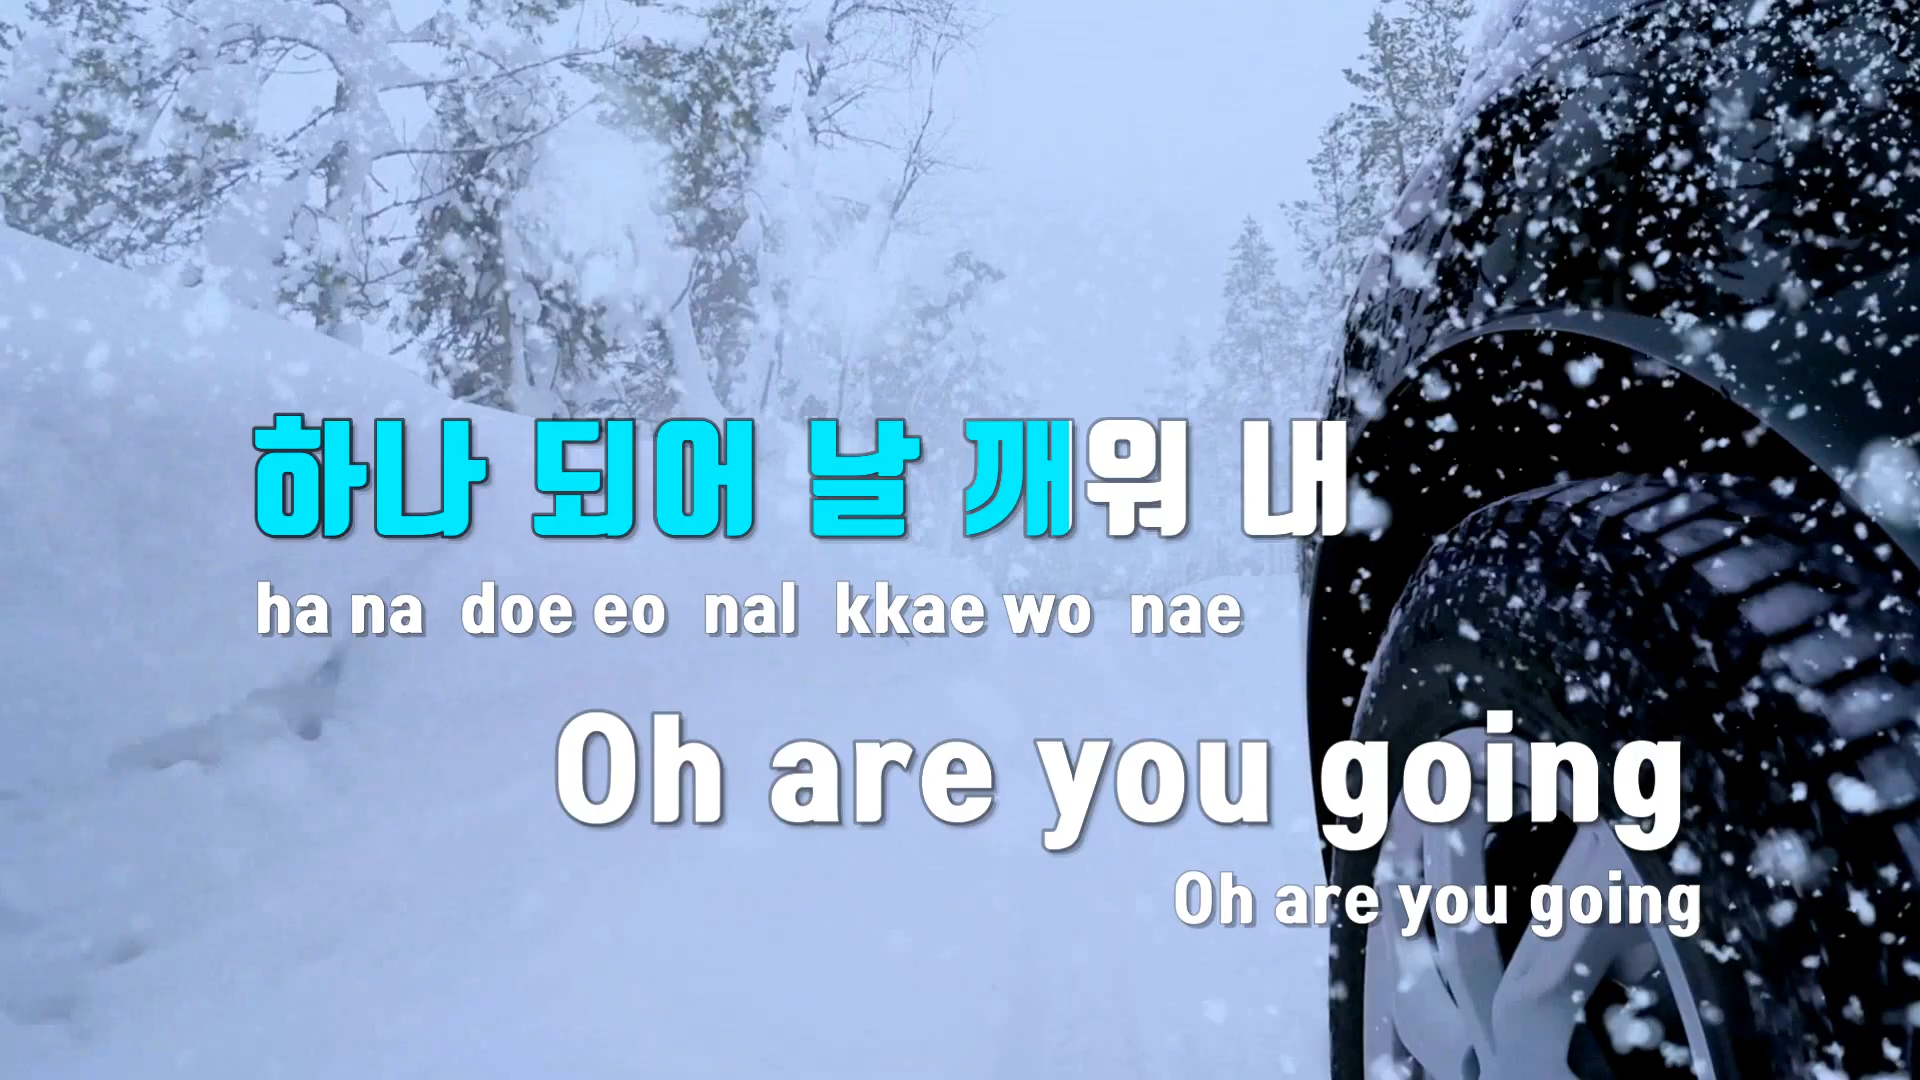 하나 되어 날 깨워 내
ha na doe eo nal kkae wo nae
Oh are you going
Oh are you going